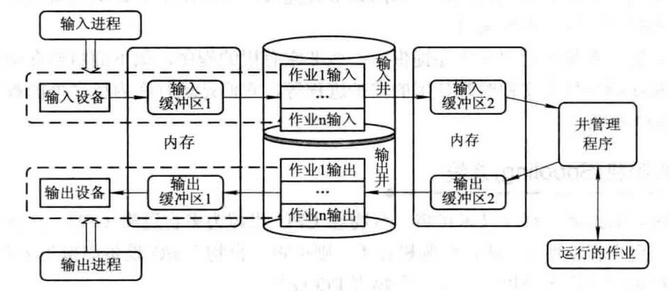 输入进程
输入设备
输入
缓冲区1
作业1输入
…
作业n输入
输入井
输入
缓冲区2
内存
内存
井管理
程序
输出设备
输出
缓冲区1
作业1输出
…
作业n输出
输出井
输出
缓冲区2
输出进程
运行的作业